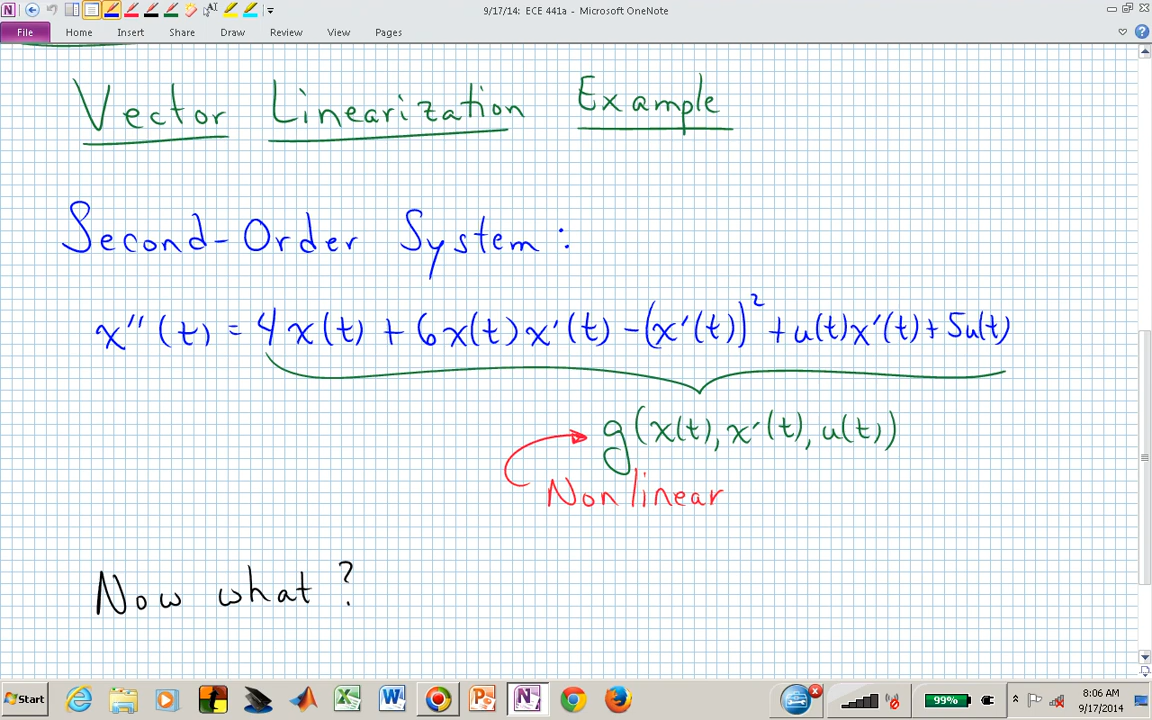 9/17/14: ECE 441a - Microsoft OneNote
File Home Insert Share Draw Review View Pages
Vector Linearization Example
Second-Order System:
x''(t) = 4x(t) + 6x(t)x'(t) - (x'(t))² + u(t)x'(t) + 5u(t)
g(x(t), x'(t), u(t))
Nonlinear
Now what?
Start 99% 8:06 AM
9/17/2014